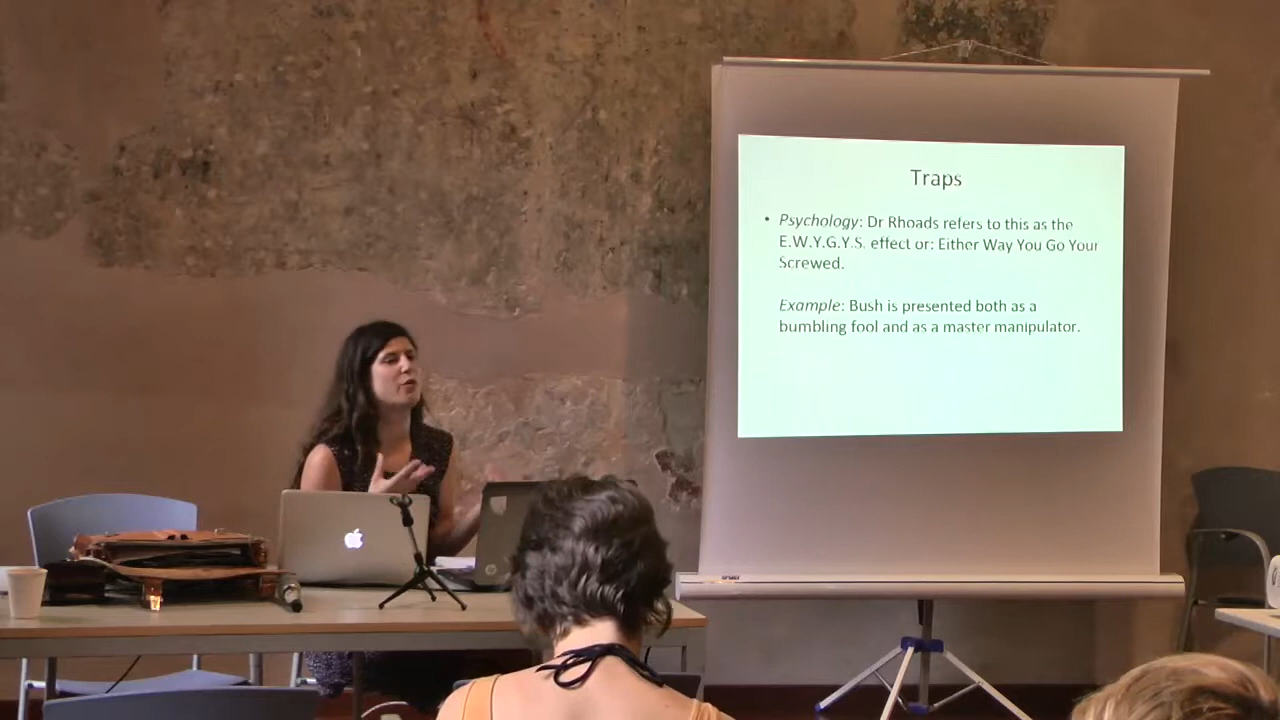 Traps
• Psychology: Dr Rhoads refers to this as the
E.W.Y.G.Y.S. effect or: Either Way You Go Your
Screwed.
Example: Bush is presented both as a
bumbling fool and as a master manipulator.
hp